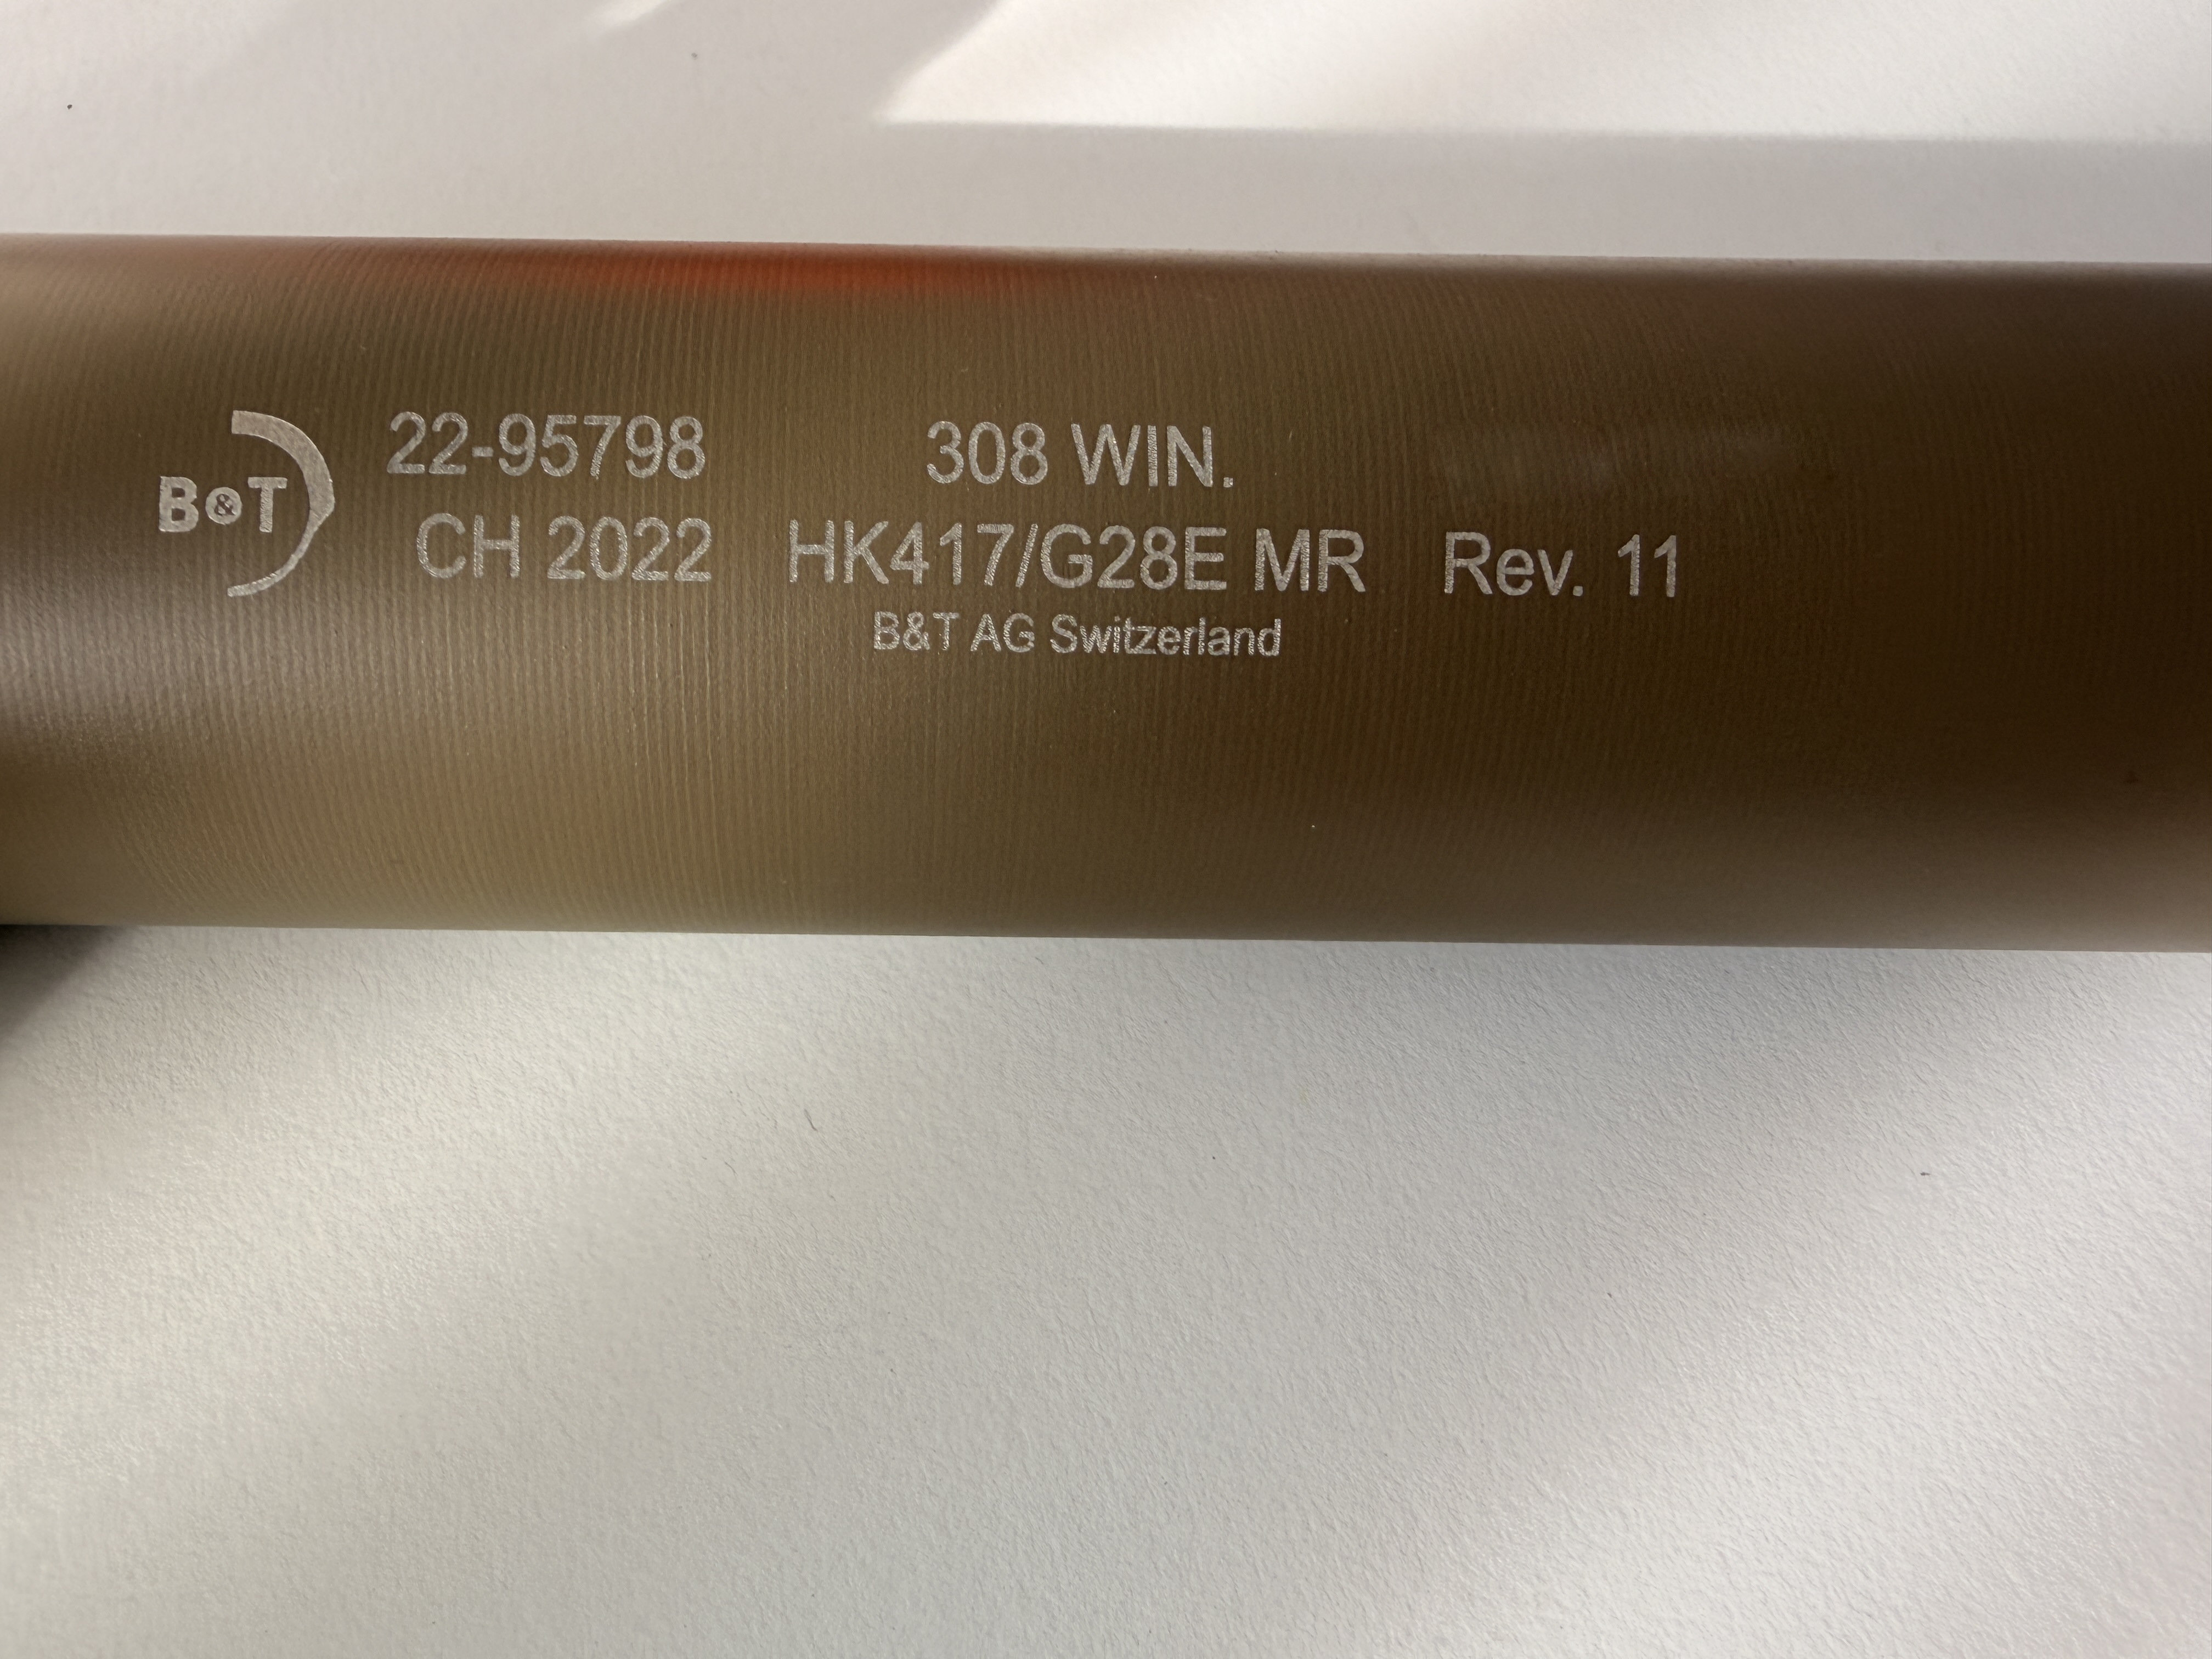 B&T
22-95798 308 WIN.
CH 2022 HK417/G28E MR Rev. 11
B&T AG Switzerland